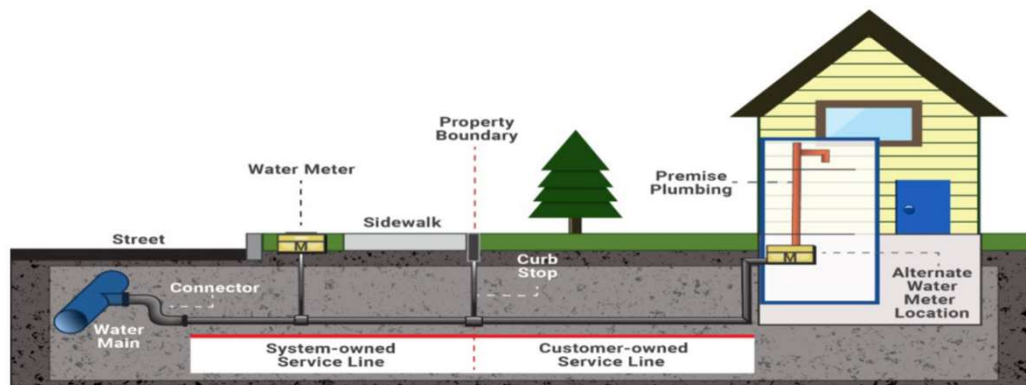 Property
Boundary
Water Meter
Premise
Plumbing
Sidewalk
Street
M
Curb
Stop
M
Connector
Alternate
Water
Meter
Location
Water
Main
System-owned
Service Line
Customer-owned
Service Line